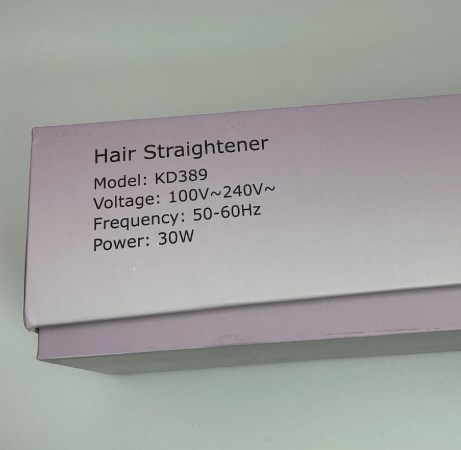 Hair Straightener
Model: KD389
Voltage: 100V~240V~
Frequency: 50-60Hz
Power: 30W